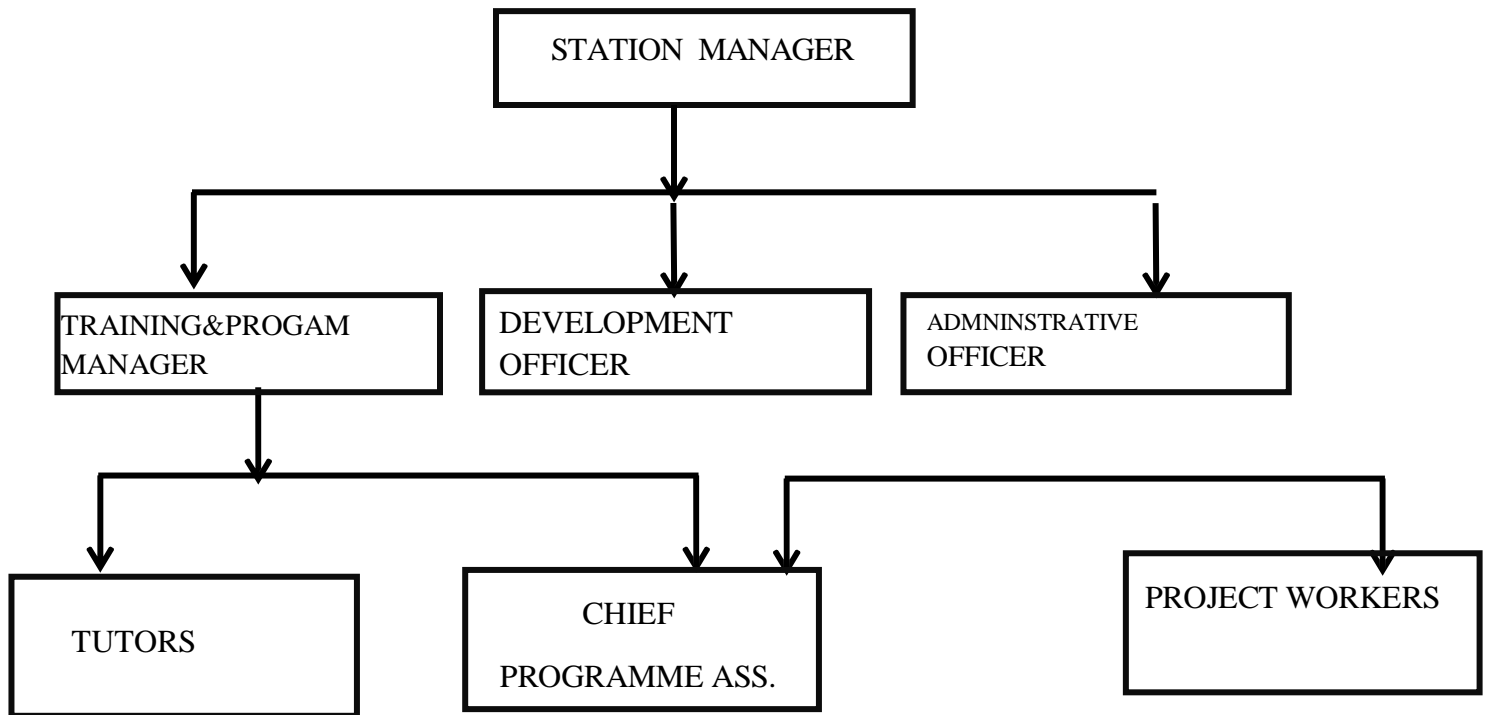 STATION MANAGER
TRAINING&PROGAM
MANAGER
DEVELOPMENT
OFFICER
ADMNINSTRATIVE
OFFICER
TUTORS
CHIEF
PROGRAMME ASS.
PROJECT WORKERS